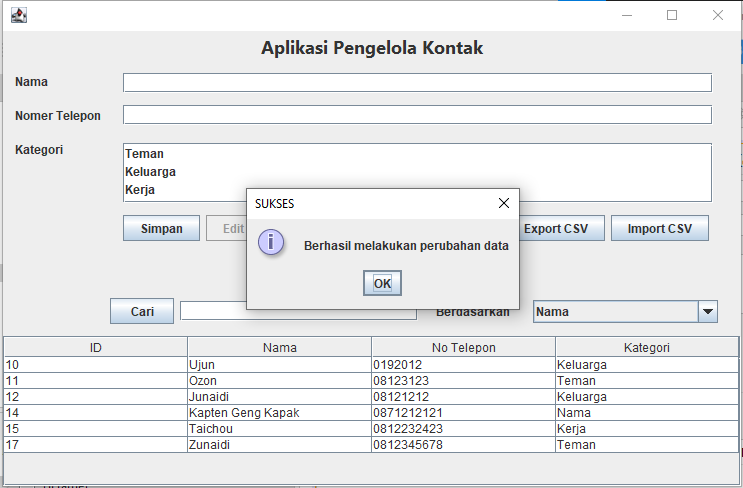 Aplikasi Pengelola Kontak
Nama
Nomer Telepon
Kategori
Teman
Keluarga
Kerja
Simpan
Edit
Export CSV
Import CSV
SUKSES
Berhasil melakukan perubahan data
OK
Cari
Berdasarkan
Nama
ID Nama No Telepon Kategori
10 Ujun 0192012 Keluarga
11 Ozon 08123123 Teman
12 Junaidi 08121212 Keluarga
14 Kapten Geng Kapak 0871212121 Nama
15 Taichou 0812232423 Kerja
17 Zunaidi 0812345678 Teman